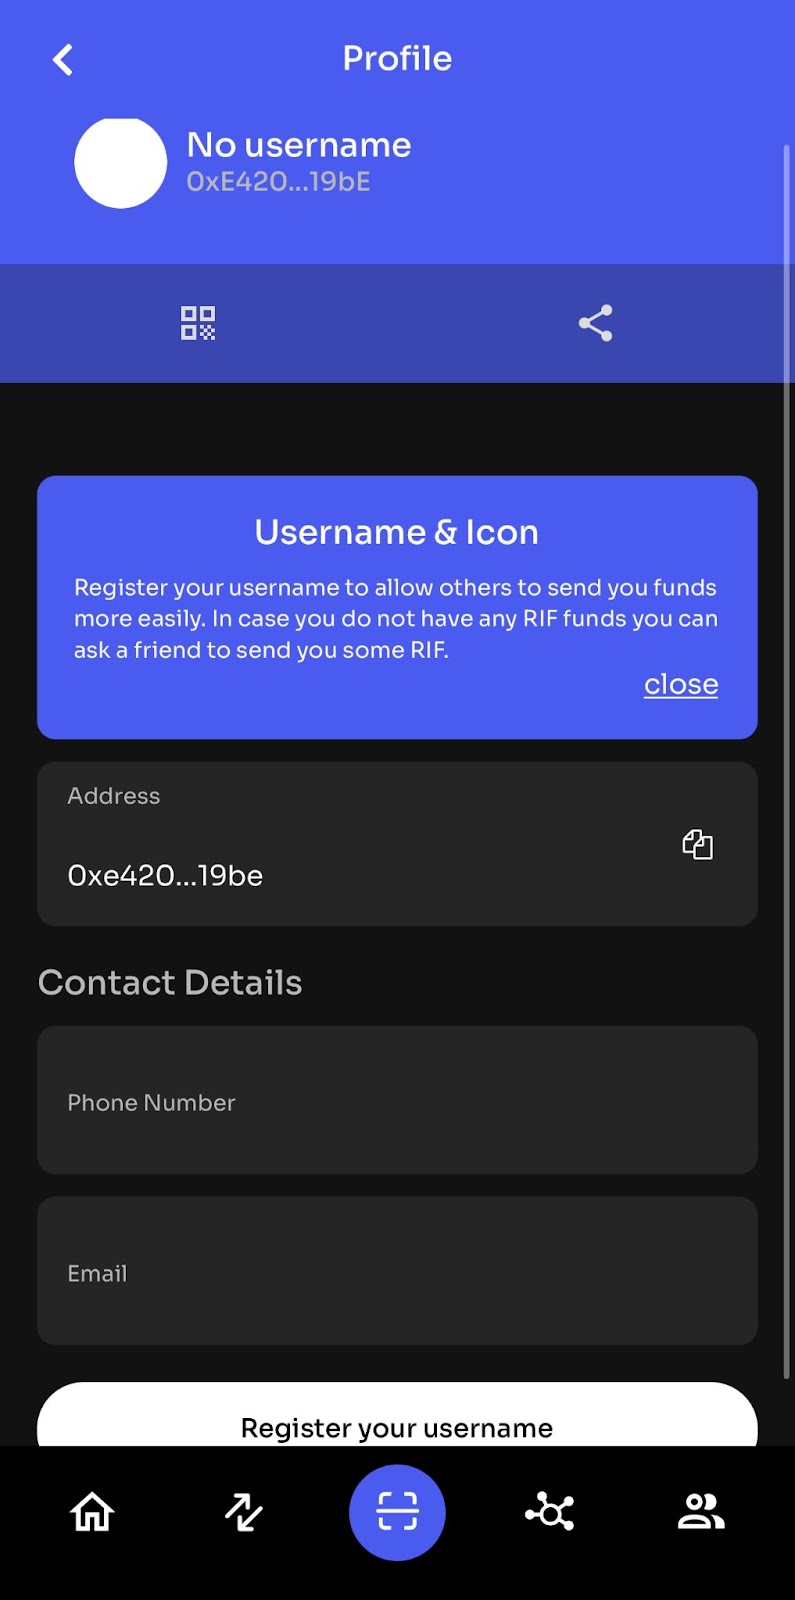 Profile
No username
0xE420...19bE
Username & Icon
Register your username to allow others to send you funds
more easily. In case you do not have any RIF funds you can
ask a friend to send you some RIF.
close
Address
0xe420...19be
Contact Details
Phone Number
Email
Register your username